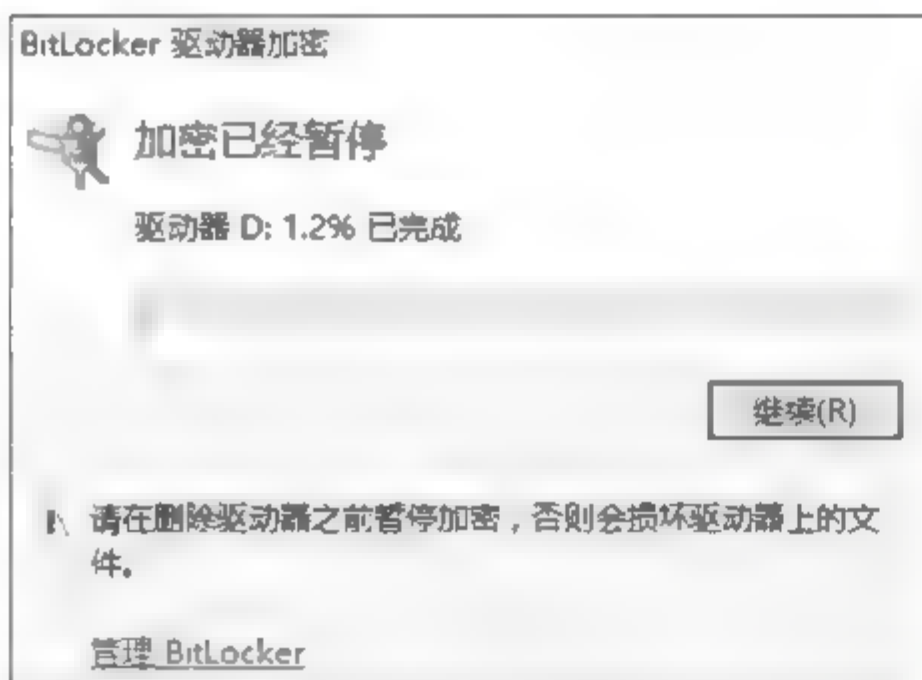 BitLocker 驱动器加密
加密已经暂停
驱动器 D: 1.2% 已完成
继续(R)
请在删除驱动器之前暂停加密，否则会损坏驱动器上的文
件。
管理 BitLocker